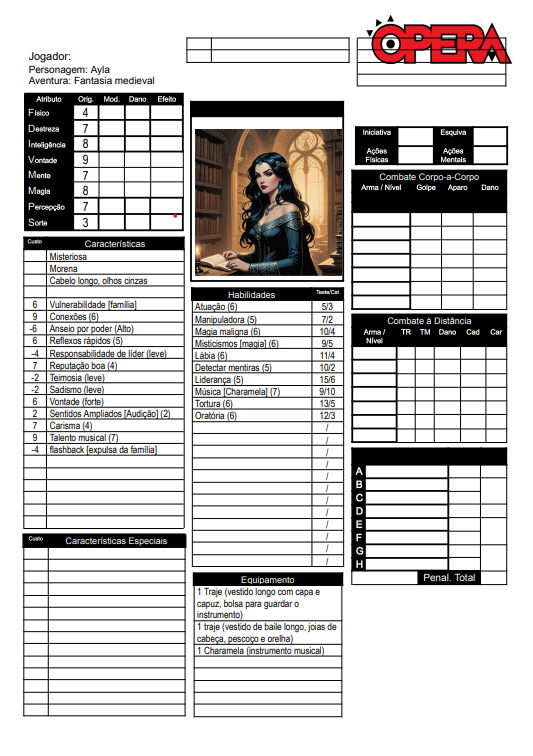 OPERA
Jogador:
Personagem: Ayla
Aventura: Fantasia medieval
Atributo Orig. Mod. Dano Efeito
Físico 4
Destreza 7
Inteligência 8
Vontade 9
Mente 7
Magia 8
Percepção 7
Sorte 3
Custo Características
Misteriosa
Morena
Cabelo longo, olhos cinzas
6 Vulnerabilidade [família]
9 Conexões (6)
-6 Anseio por poder (Alto)
6 Reflexos rápidos (5)
-4 Responsabilidade de líder (leve)
7 Reputação boa (4)
-2 Teimosia (leve)
-2 Sadismo (leve)
6 Vontade (forte)
2 Sentidos Ampliados [Audição] (2)
7 Carisma (4)
9 Talento musical (7)
-4 flashback [expulsa da família]
Custo Características Especiais
Habilidades Teste/Cst
Atuação (6) 5/3
Manipuladora (5) 7/2
Magia maligna (6) 10/4
Misticismos [magia] (6) 9/5
Lábia (6) 11/4
Detectar mentiras (5) 10/2
Liderança (5) 15/6
Música [Charamela] (7) 9/10
Tortura (6) 13/5
Oratória (6) 12/3
/
/
/
/
/
/
/
/
/
/
/
Equipamento
1 Traje (vestido longo com capa e
capuz, bolsa para guardar o
instrumento)
1 traje (vestido de baile longo, joias de
cabeça, pescoço e orelha)
1 Charamela (instrumento musical)
Iniciativa Esquiva
Ações Físicas Ações Mentais
Combate Corpo-a-Corpo
Arma / Nível Golpe Aparo Dano
Combate à Distância
Arma / Nível TR TM Dano Cad Car
A
B
C
D
E
F
G
H
Penal. Total